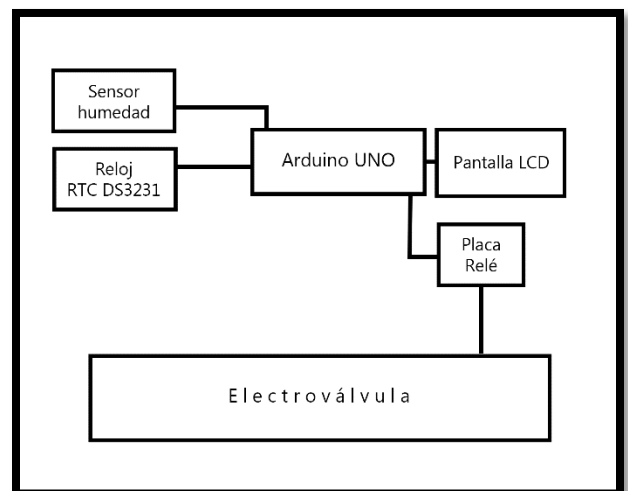 Sensor
humedad
Reloj
RTC DS3231
Arduino UNO
Pantalla LCD
Placa
Relé
Electroválvula